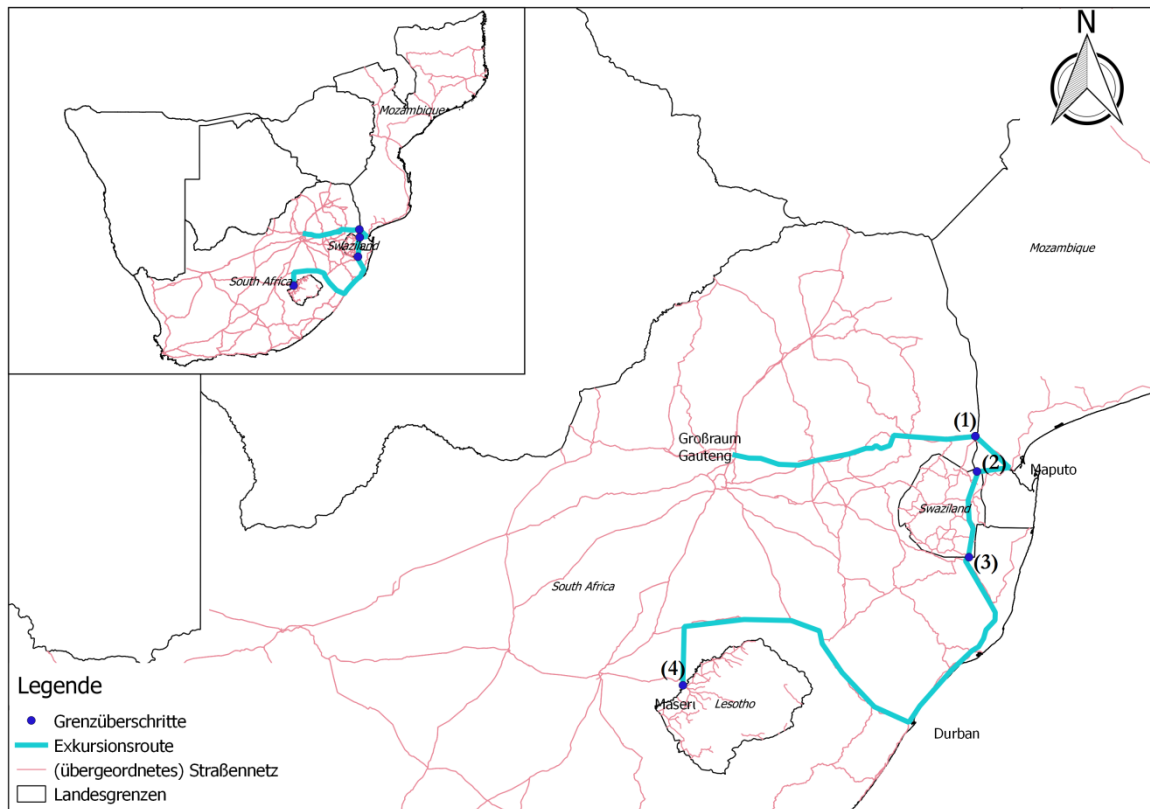 N
Mozambique
Swaziland
South Africa
Mozambique
(1)
Großraum
Gauteng
(2)
Maputo
Swaziland
(3)
South Africa
(4)
Maseru
Lesotho
Durban
Legende
Grenzüberschritte
Exkursionsroute
(übergeordnetes) Straßennetz
Landesgrenzen